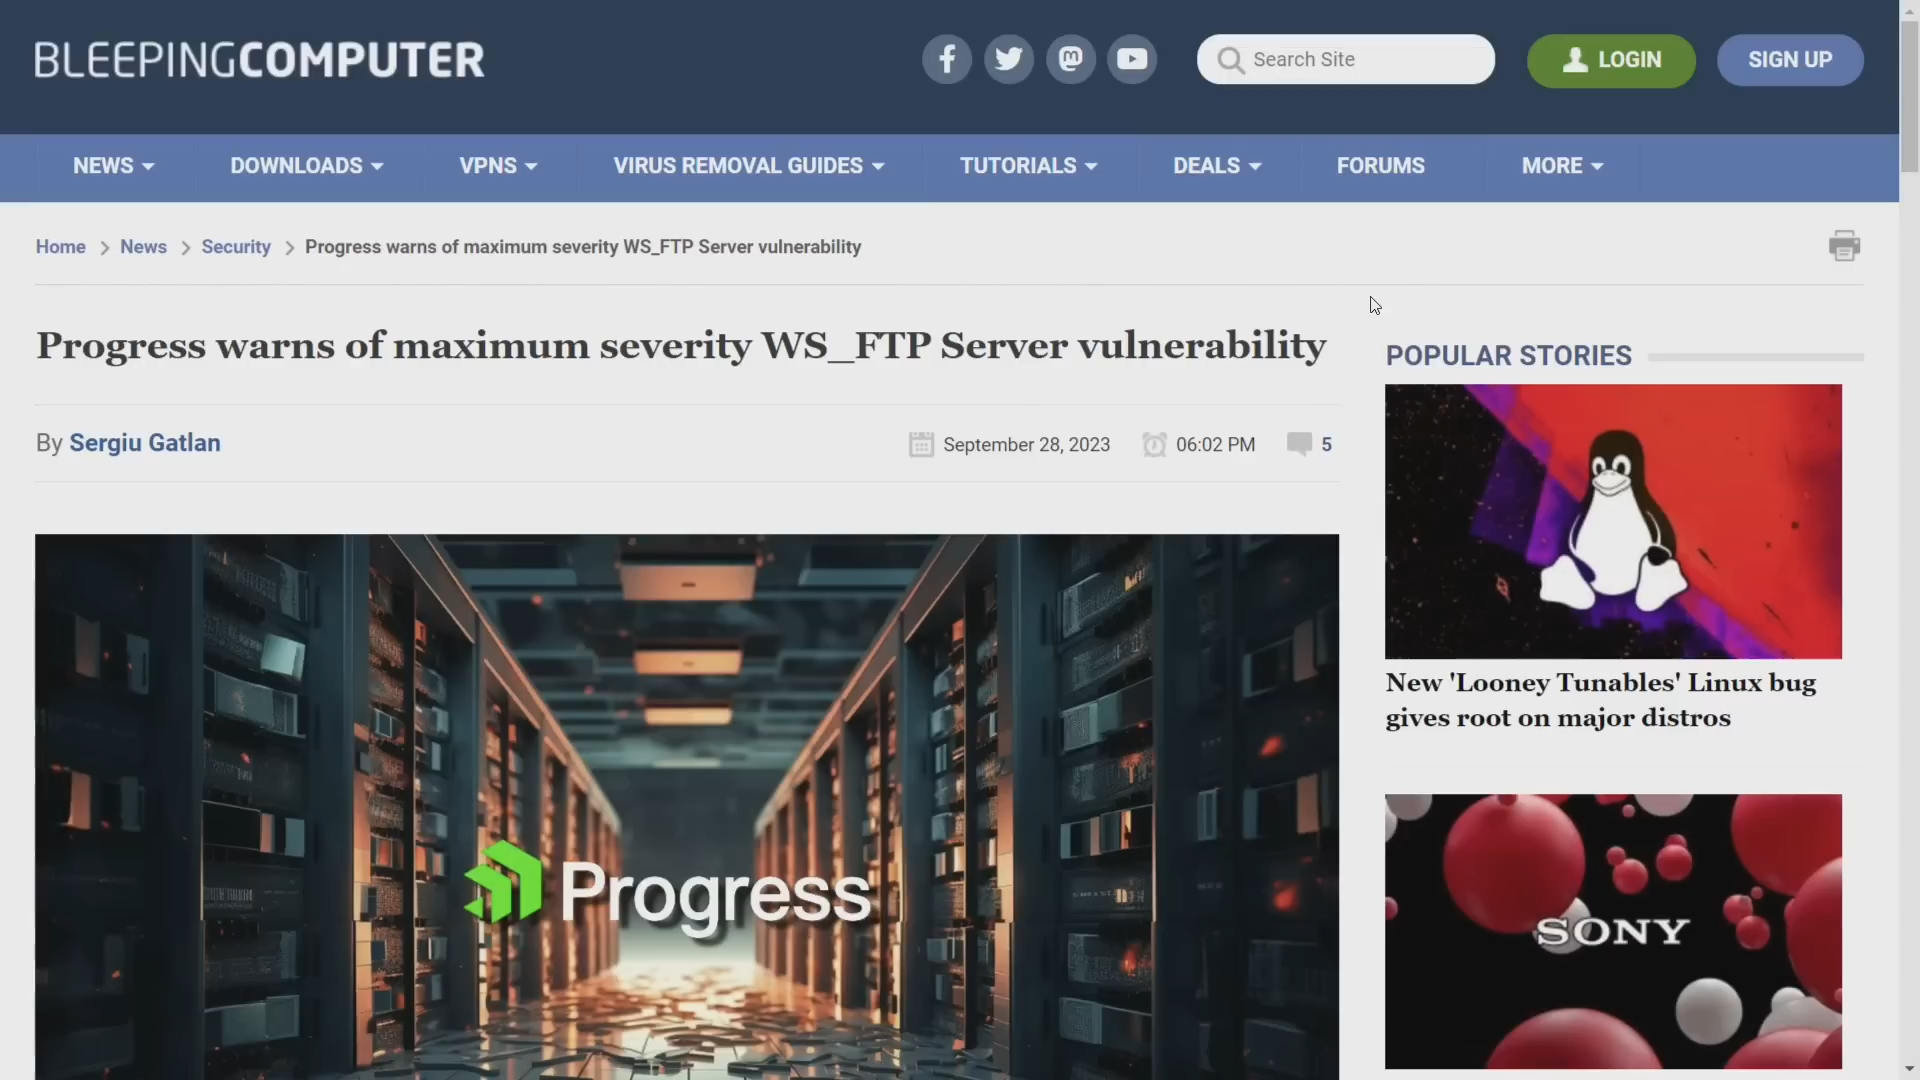 BLEEPINGCOMPUTER
Search Site
LOGIN
SIGN UP
NEWS
DOWNLOADS
VPNS
VIRUS REMOVAL GUIDES
TUTORIALS
DEALS
FORUMS
MORE
Home
News
Security
Progress warns of maximum severity WS_FTP Server vulnerability
Progress warns of maximum severity WS_FTP Server vulnerability
By Sergiu Gatlan
September 28, 2023
06:02 PM
5
Progress
POPULAR STORIES
New 'Looney Tunables' Linux bug
gives root on major distros
SONY